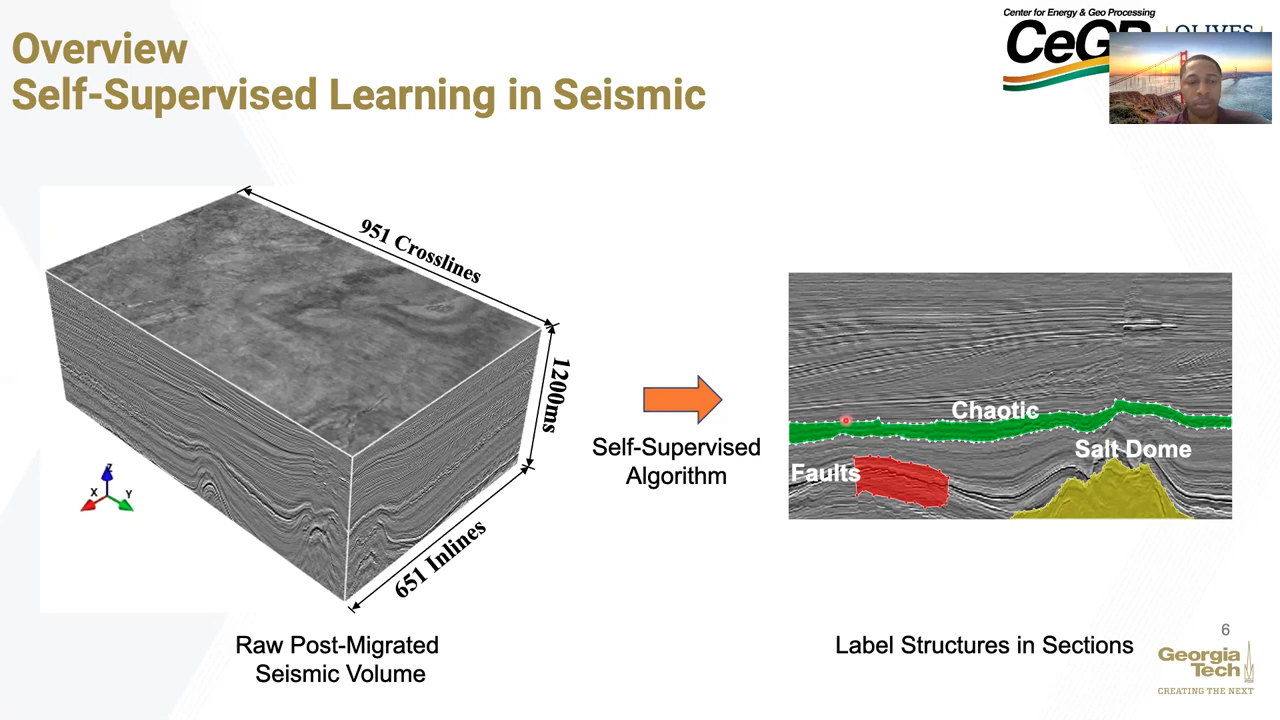 Overview
Self-Supervised Learning in Seismic
Center for Energy & Geo Processing
OLIVES
951 Crosslines
1200ms
651 Inlines
Z
X
Y
Self-Supervised
Algorithm
Chaotic
Salt Dome
Faults
Raw Post-Migrated
Seismic Volume
Label Structures in Sections
6
Georgia
Tech
CREATING THE NEXT